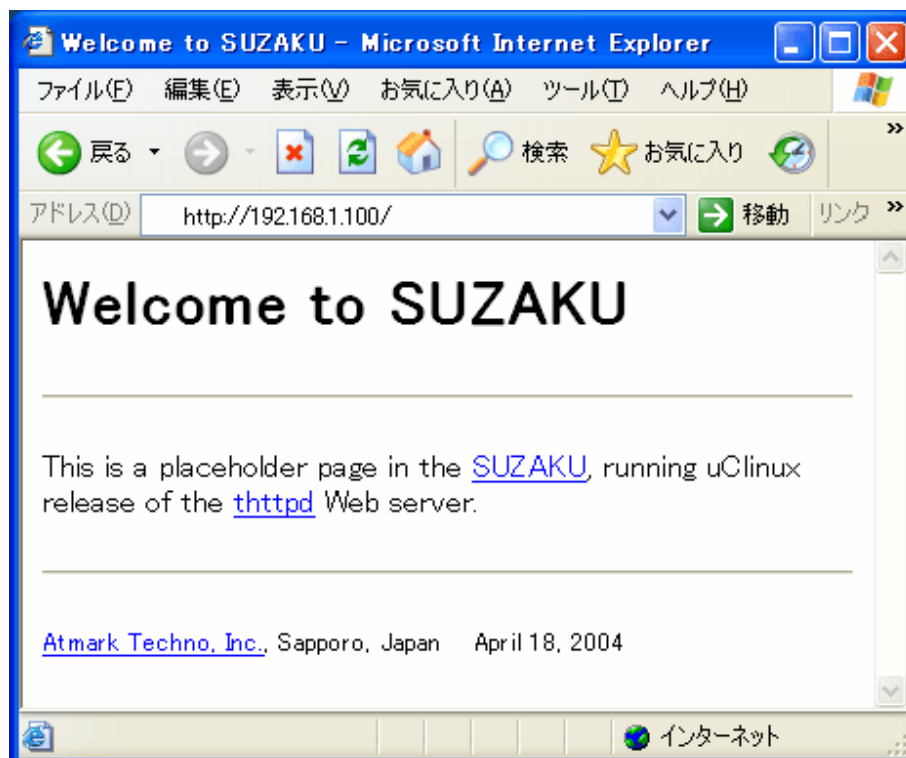 Welcome to SUZAKU - Microsoft Internet Explorer
ファイル(F) 編集(E) 表示(V) お気に入り(A) ツール(T) ヘルプ(H)
戻る 検索 お気に入り »
アドレス(D) http://192.168.1.100/ 移動 リンク »
Welcome to SUZAKU
This is a placeholder page in the SUZAKU, running uClinux
release of the thttpd Web server.
Atmark Techno, Inc., Sapporo, Japan April 18, 2004
インターネット